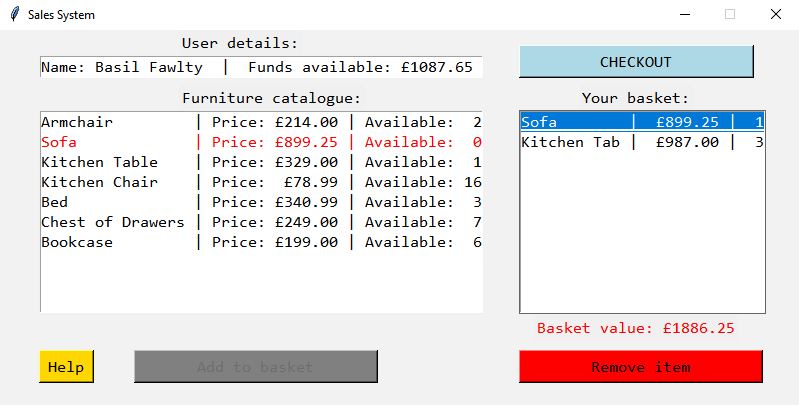 Sales System
User details:
Name: Basil Fawlty  |  Funds available: £1087.65
CHECKOUT
Furniture catalogue:
Armchair         | Price: £214.00 | Available:  2
Sofa             | Price: £899.25 | Available:  0
Kitchen Table    | Price: £329.00 | Available:  1
Kitchen Chair    | Price:  £78.99 | Available: 16
Bed              | Price: £340.99 | Available:  3
Chest of Drawers | Price: £249.00 | Available:  7
Bookcase         | Price: £199.00 | Available:  6
Your basket:
Sofa        |  £899.25 |  1
Kitchen Tab |  £987.00 |  3
Basket value: £1886.25
Help
Add to basket
Remove item